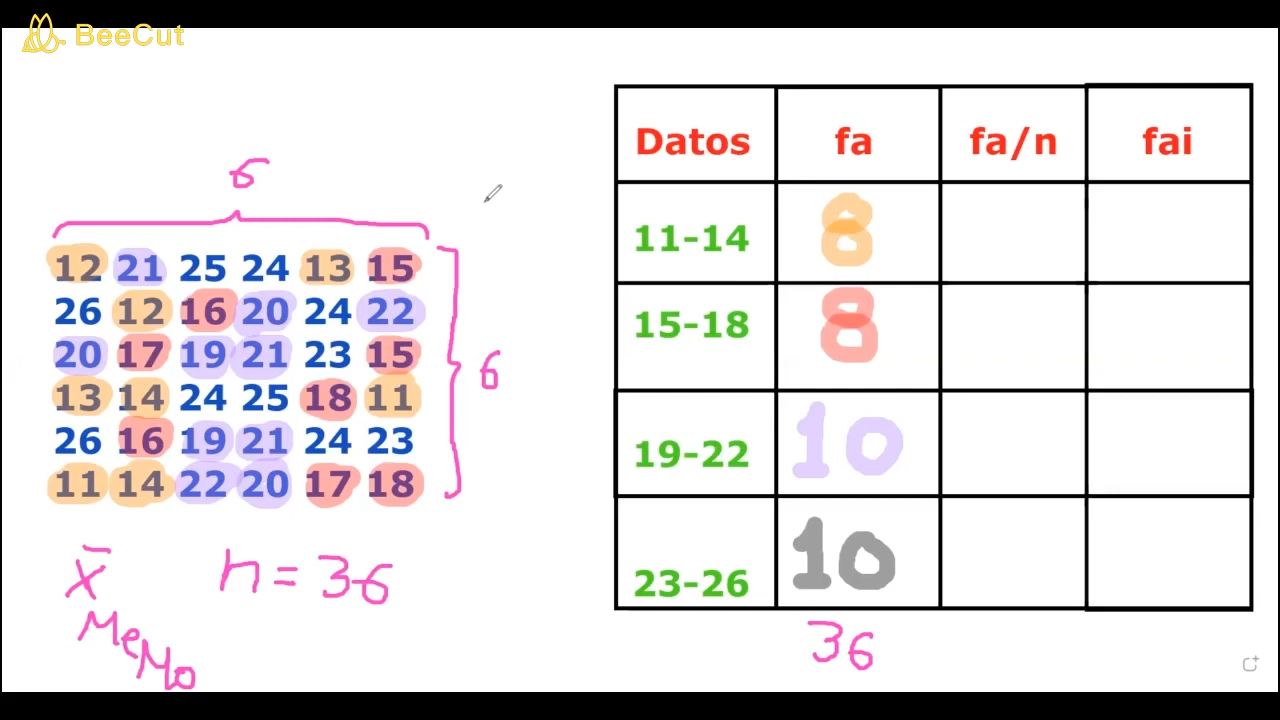 BeeCut
6
12 21 25 24 13 15
26 12 16 20 24 22
20 17 19 21 23 15
13 14 24 25 18 11
26 16 19 21 24 23
11 14 22 20 17 18
6
x̄ n = 36
Me
Mo
Datos fa fa/n fai
11-14 8
15-18 8
19-22 10
23-26 10
36